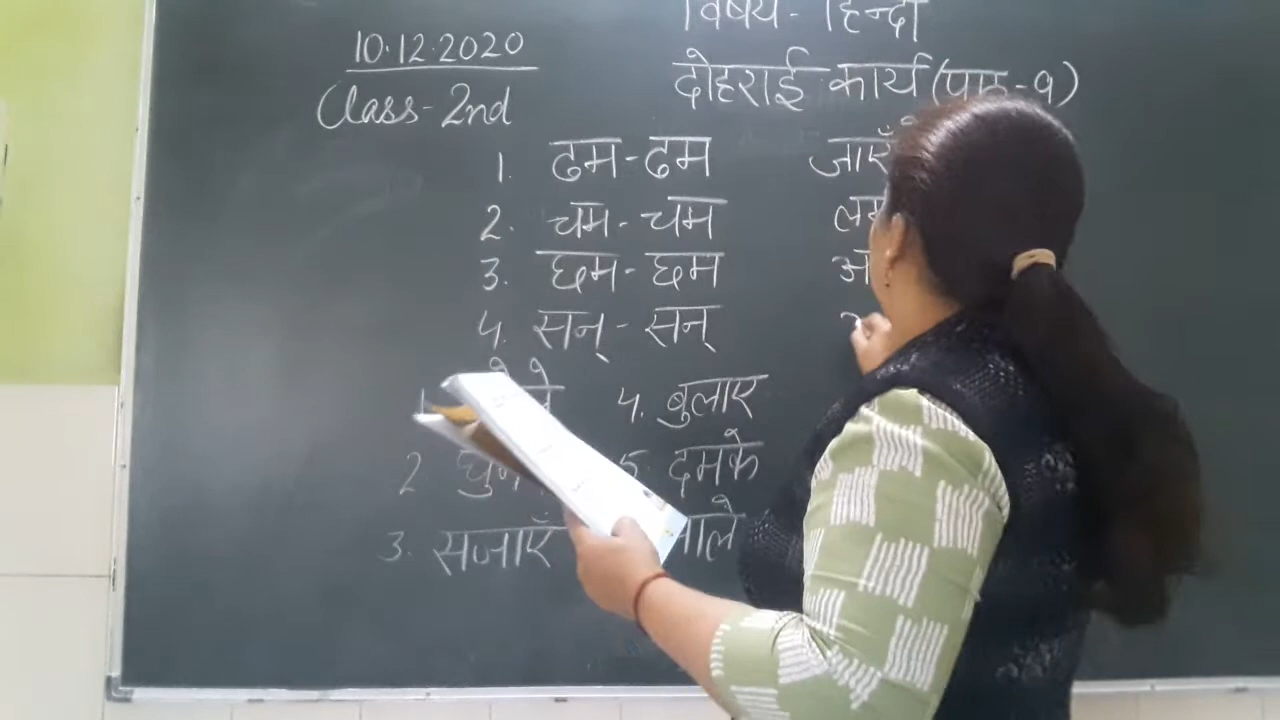 विषय - हिन्दी
10.12.2020
दोहराई कार्य (पाठ-१)
Class - 2nd
1. ढम - ढम
2. चम - चम
3. छम - छम
4. सन् - सन्
4. बुलाए
2
5. दमके
3. सजाएँ